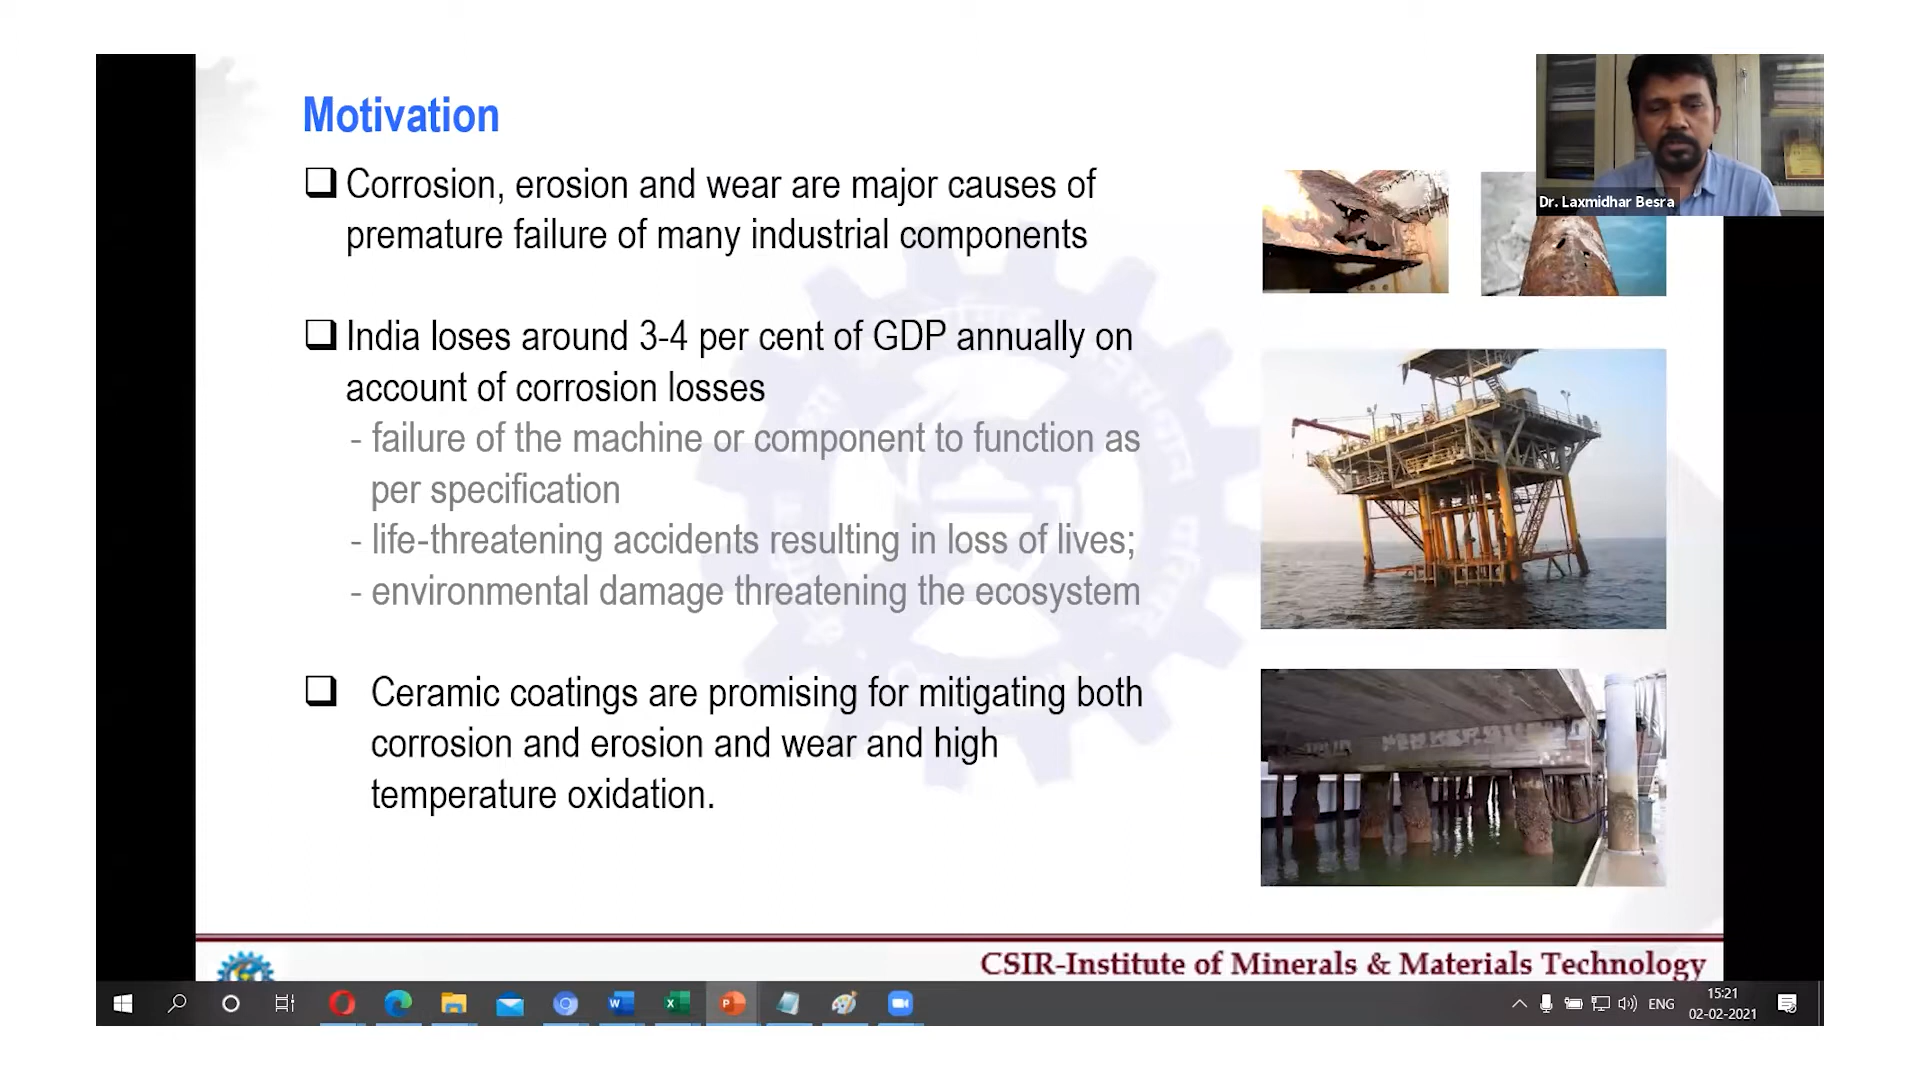 Motivation
Corrosion, erosion and wear are major causes of
premature failure of many industrial components
India loses around 3-4 per cent of GDP annually on
account of corrosion losses
- failure of the machine or component to function as
per specification
- life-threatening accidents resulting in loss of lives;
- environmental damage threatening the ecosystem
Ceramic coatings are promising for mitigating both
corrosion and erosion and wear and high
temperature oxidation.
Dr. Laxmidhar Besra
CSIR-Institute of Minerals & Materials Technology
ENG
15:21
02-02-2021